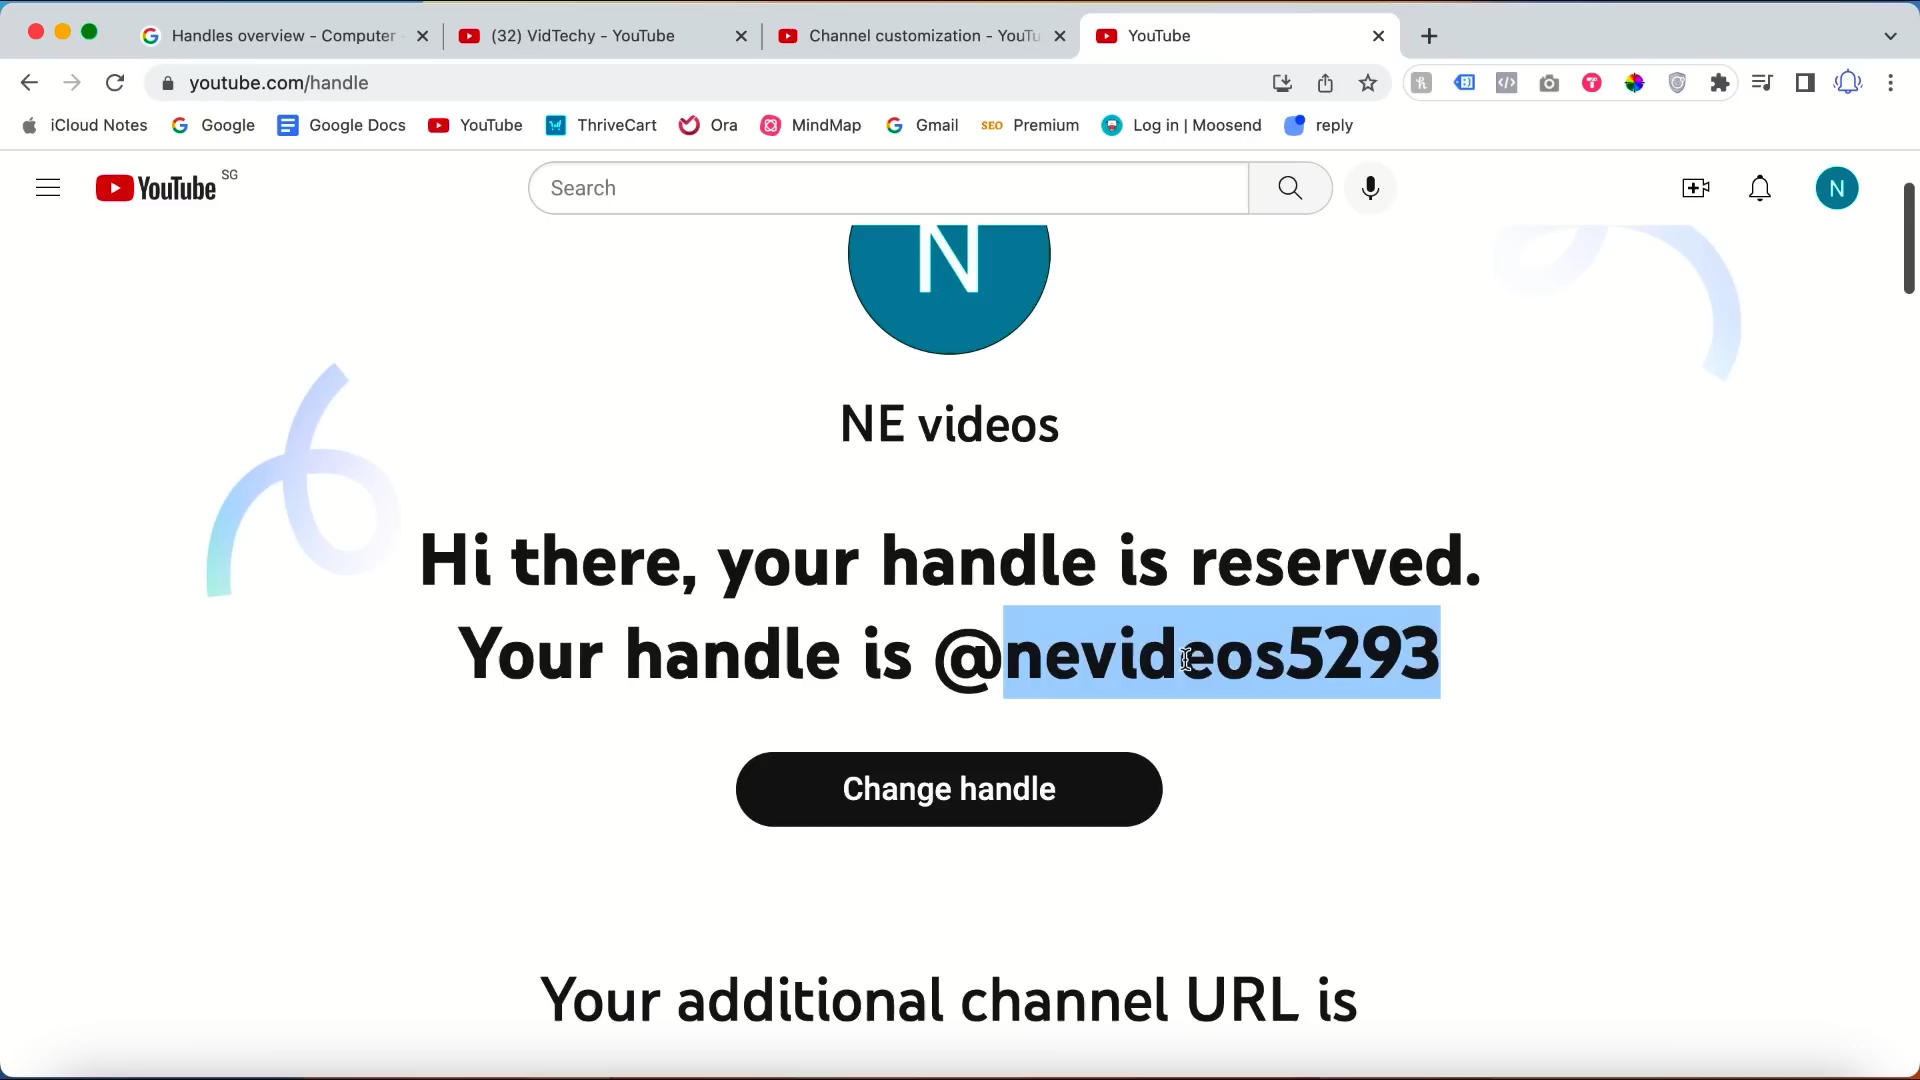 Handles overview - Computer
(32) VidTechy - YouTube
Channel customization - YouTu
YouTube
youtube.com/handle
iCloud Notes
Google
Google Docs
YouTube
ThriveCart
Ora
MindMap
Gmail
SEO Premium
Log in | Moosend
reply
YouTube SG
Search
N
N
NE videos
Hi there, your handle is reserved.
Your handle is @nevideos5293
Change handle
Your additional channel URL is